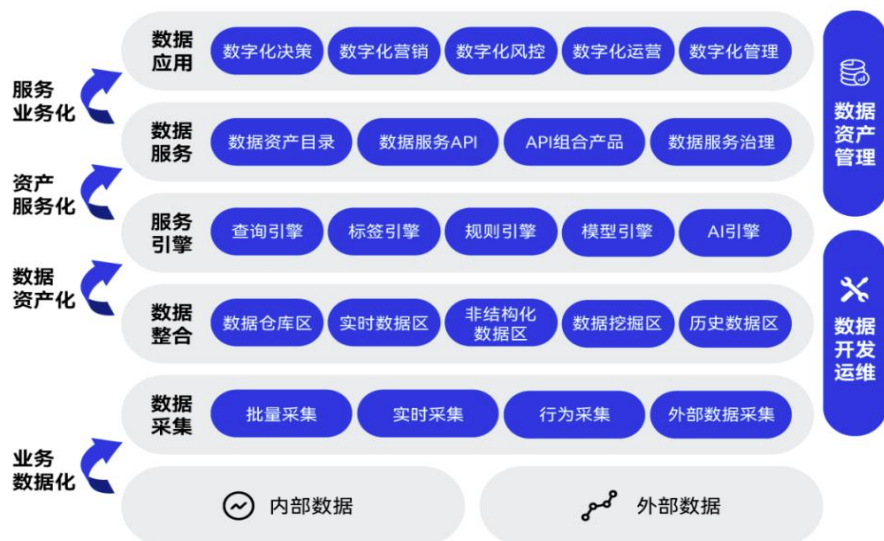 数据
应用
数字化决策
数字化营销
数字化风控
数字化运营
数字化管理
服务
业务化
数据
服务
数据资产目录
数据服务API
API组合产品
数据服务治理
资产
服务化
服务
引擎
查询引擎
标签引擎
规则引擎
模型引擎
AI引擎
数据
资产化
数据
整合
数据仓库区
实时数据区
非结构化
数据区
数据挖掘区
历史数据区
数据
采集
批量采集
实时采集
行为采集
外部数据采集
业务
数据化
内部数据
外部数据
数据
资产
管理
数据
开发
运维